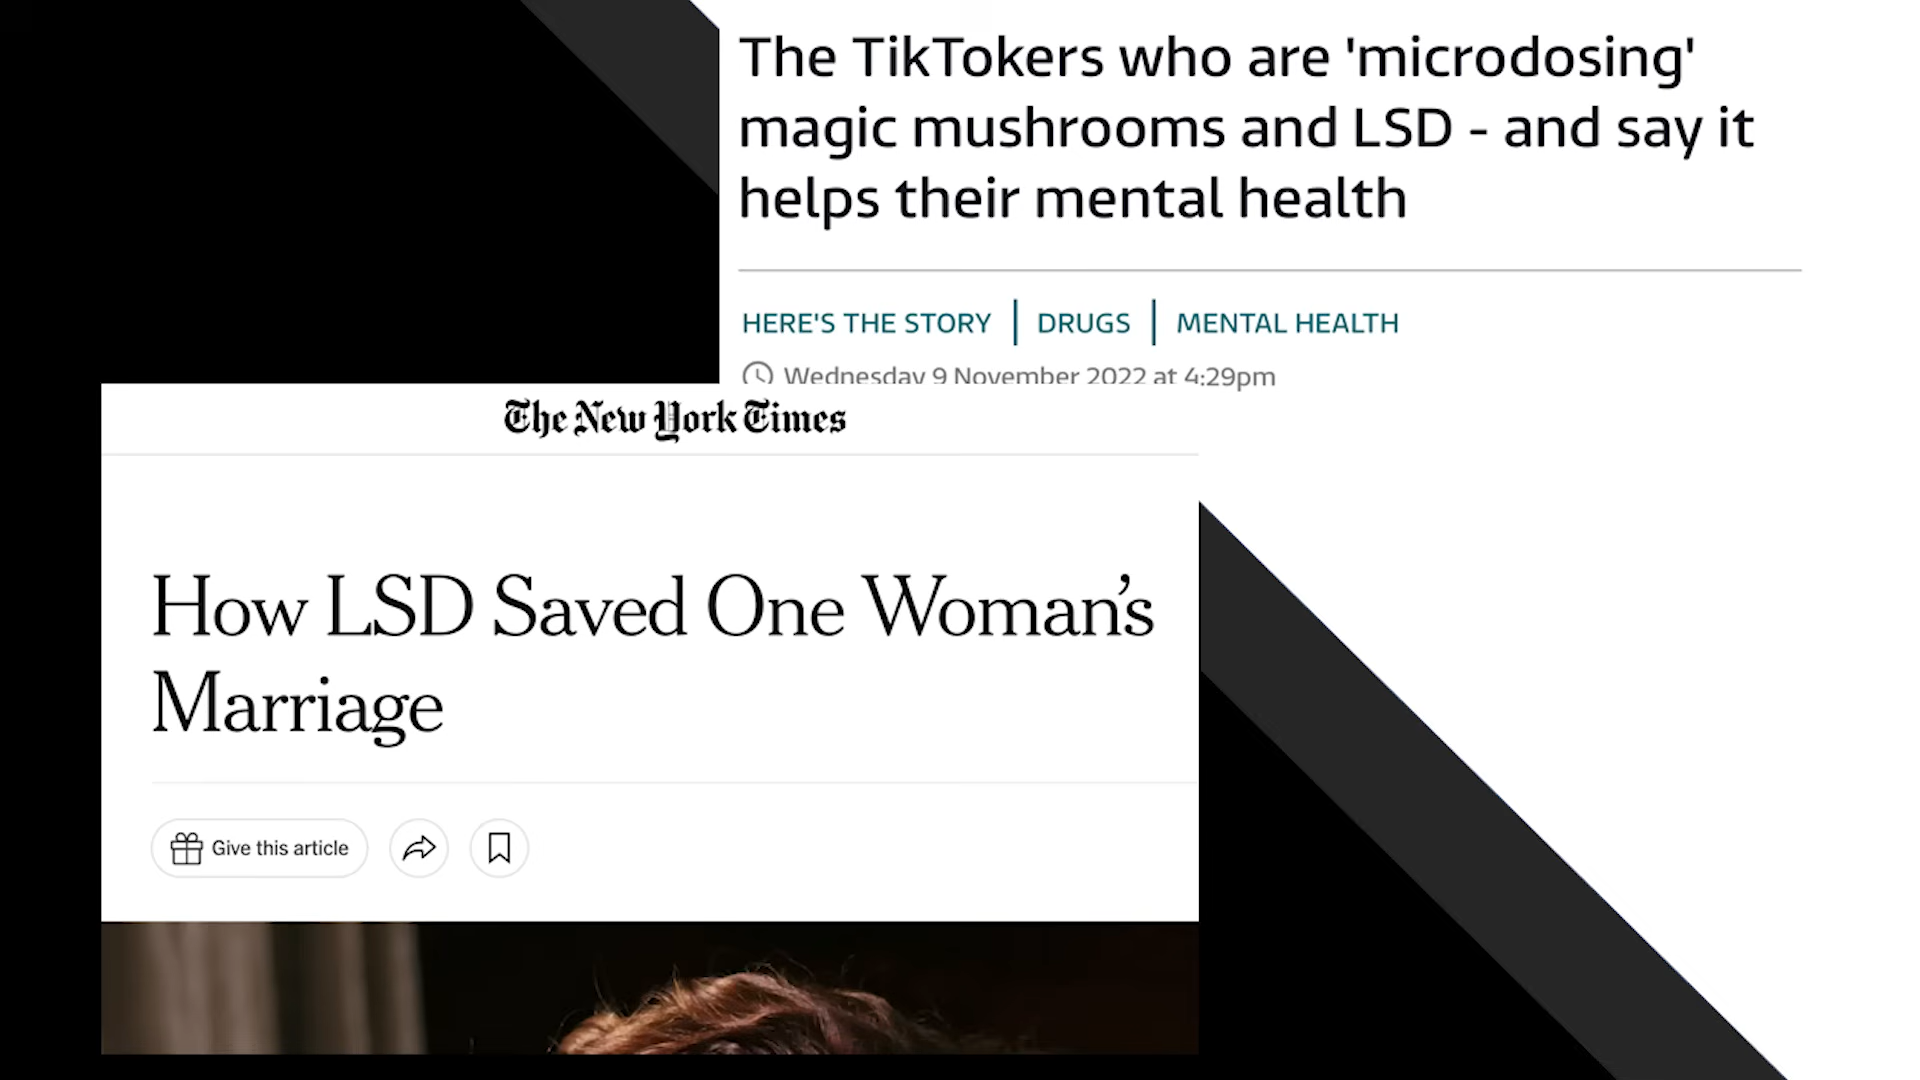 The TikTokers who are 'microdosing'
magic mushrooms and LSD - and say it
helps their mental health
HERE'S THE STORY | DRUGS | MENTAL HEALTH
Wednesday 9 November 2022 at 4:29pm
The New York Times
How LSD Saved One Woman’s
Marriage
Give this article